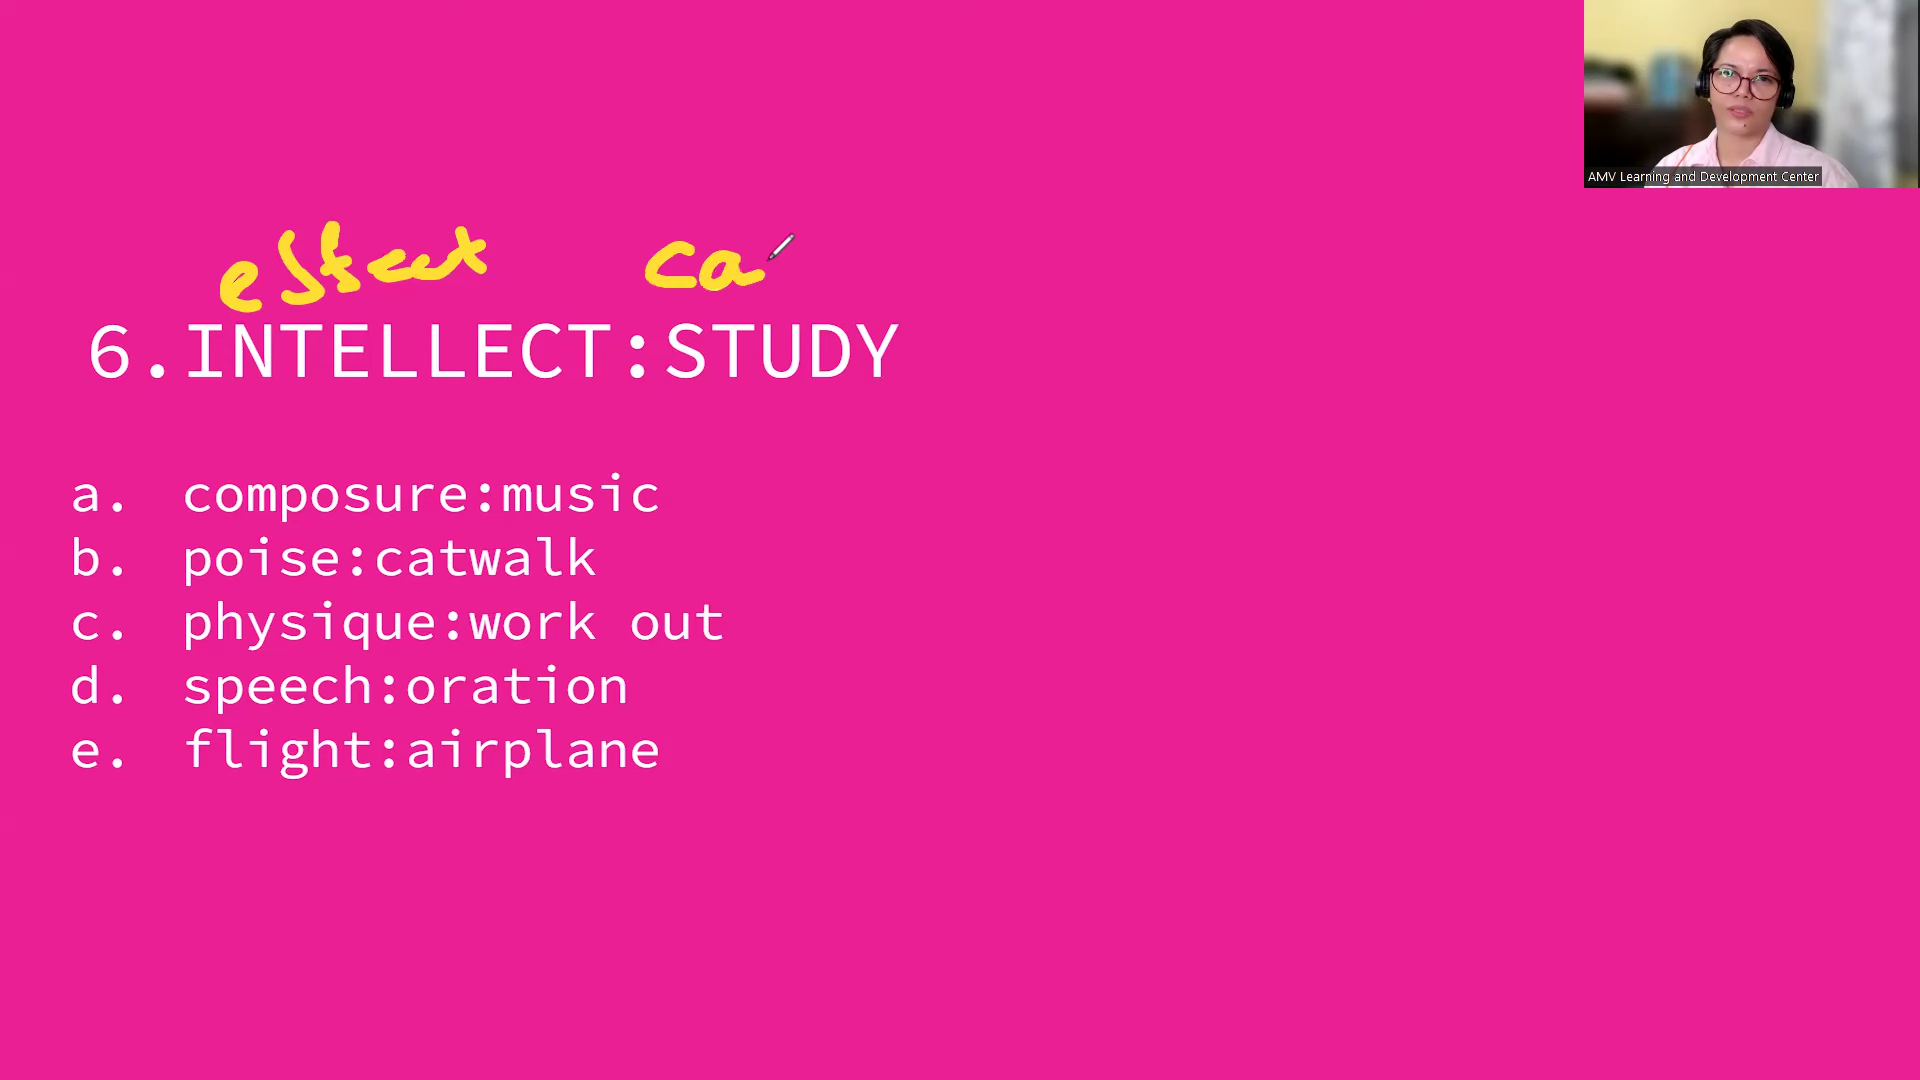 AMV Learning and Development Center
effect ca
6.INTELLECT:STUDY
a. composure:music
b. poise:catwalk
c. physique:work out
d. speech:oration
e. flight:airplane